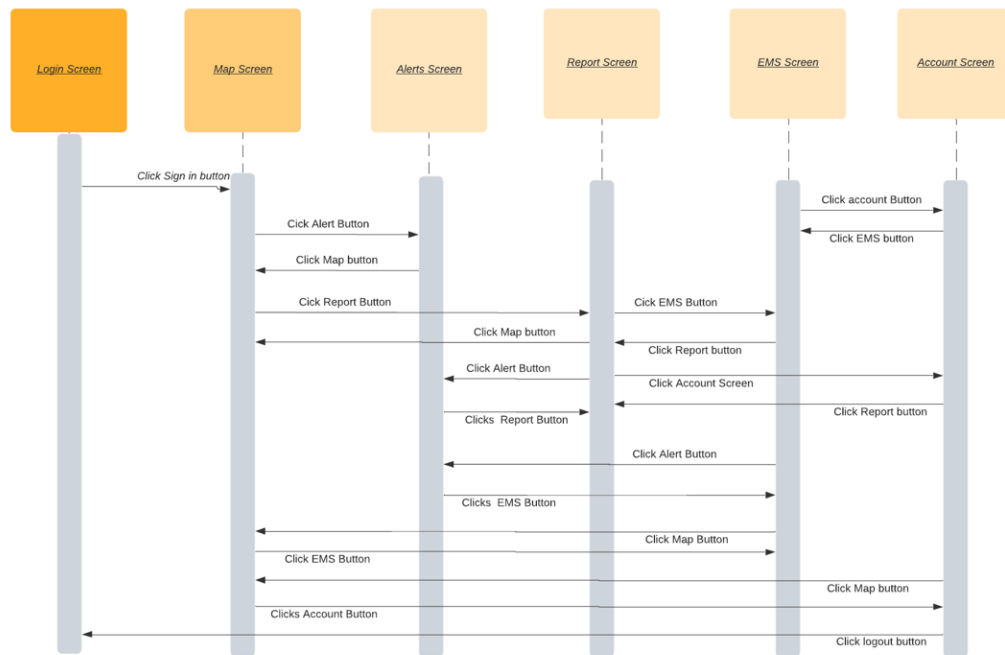 Login Screen
Map Screen
Alerts Screen
Report Screen
EMS Screen
Account Screen
Click Sign in button
Click account Button
Cick Alert Button
Click EMS button
Click Map button
Cick Report Button
Cick EMS Button
Click Map button
Click Report button
Click Alert Button
Click Account Screen
Clicks Report Button
Click Report button
Click Alert Button
Clicks EMS Button
Click Map Button
Click EMS Button
Click Map button
Clicks Account Button
Click logout button